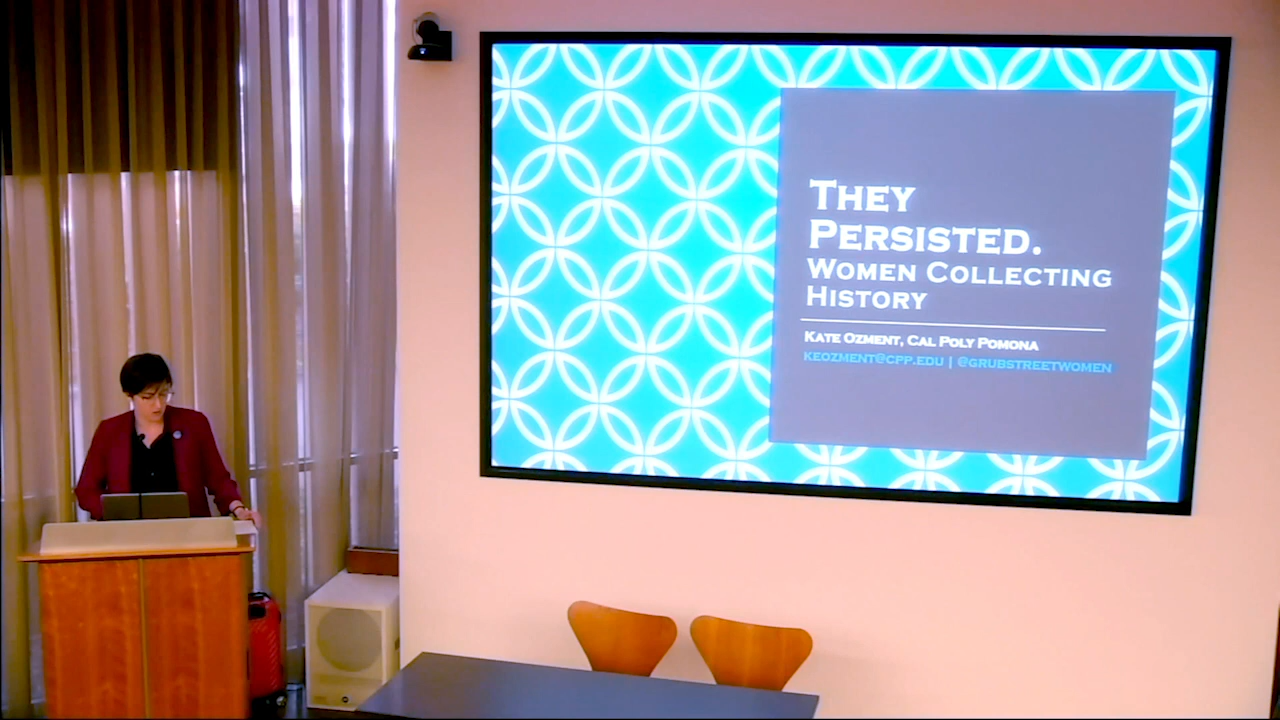 THEY
PERSISTED.
WOMEN COLLECTING
HISTORY
KATE OZMENT, CAL POLY POMONA
KEOZMENT@CPP.EDU | @GRUBSTREETWOMEN